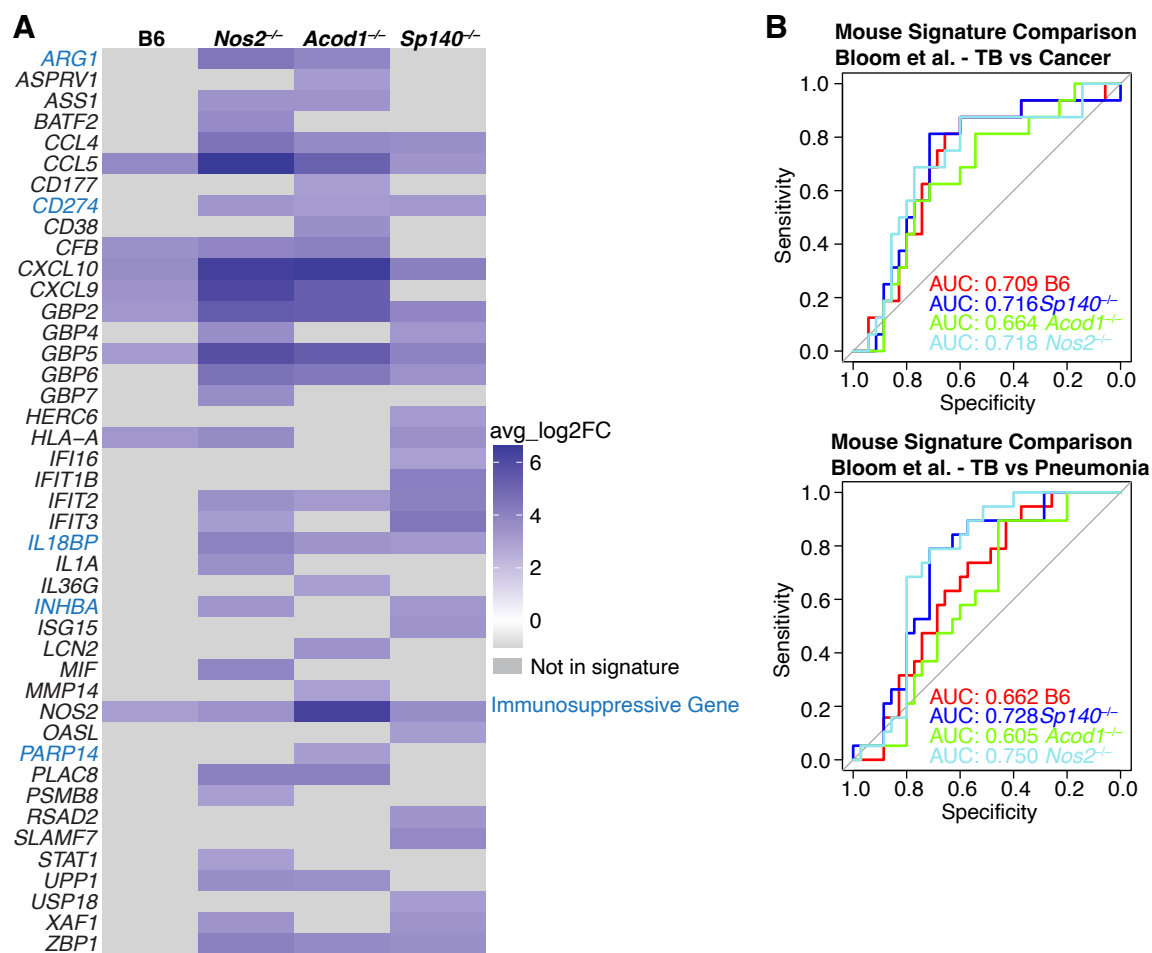 A
B6 Nos2–/– Acod1–/– Sp140–/–
ARG1
ASPRV1
ASS1
BATF2
CCL4
CCL5
CD177
CD274
CD38
CFB
CXCL10
CXCL9
GBP2
GBP4
GBP5
GBP6
GBP7
HERC6
HLA−A
IFI16
IFIT1B
IFIT2
IFIT3
IL18BP
IL1A
IL36G
INHBA
ISG15
LCN2
MIF
MMP14
NOS2
OASL
PARP14
PLAC8
PSMB8
RSAD2
SLAMF7
STAT1
UPP1
USP18
XAF1
ZBP1
avg_log2FC
6
4
2
0
Not in signature
Immunosuppressive Gene
B
Mouse Signature Comparison
Bloom et al. - TB vs Cancer
Sensitivity
1.0
0.8
0.6
0.4
0.2
0.0
AUC: 0.709 B6
AUC: 0.716 Sp140–/–
AUC: 0.664 Acod1–/–
AUC: 0.718 Nos2–/–
1.0 0.8 0.6 0.4 0.2 0.0
Specificity
Mouse Signature Comparison
Bloom et al. - TB vs Pneumonia
Sensitivity
1.0
0.8
0.6
0.4
0.2
0.0
AUC: 0.662 B6
AUC: 0.728 Sp140–/–
AUC: 0.605 Acod1–/–
AUC: 0.750 Nos2–/–
1.0 0.8 0.6 0.4 0.2 0.0
Specificity